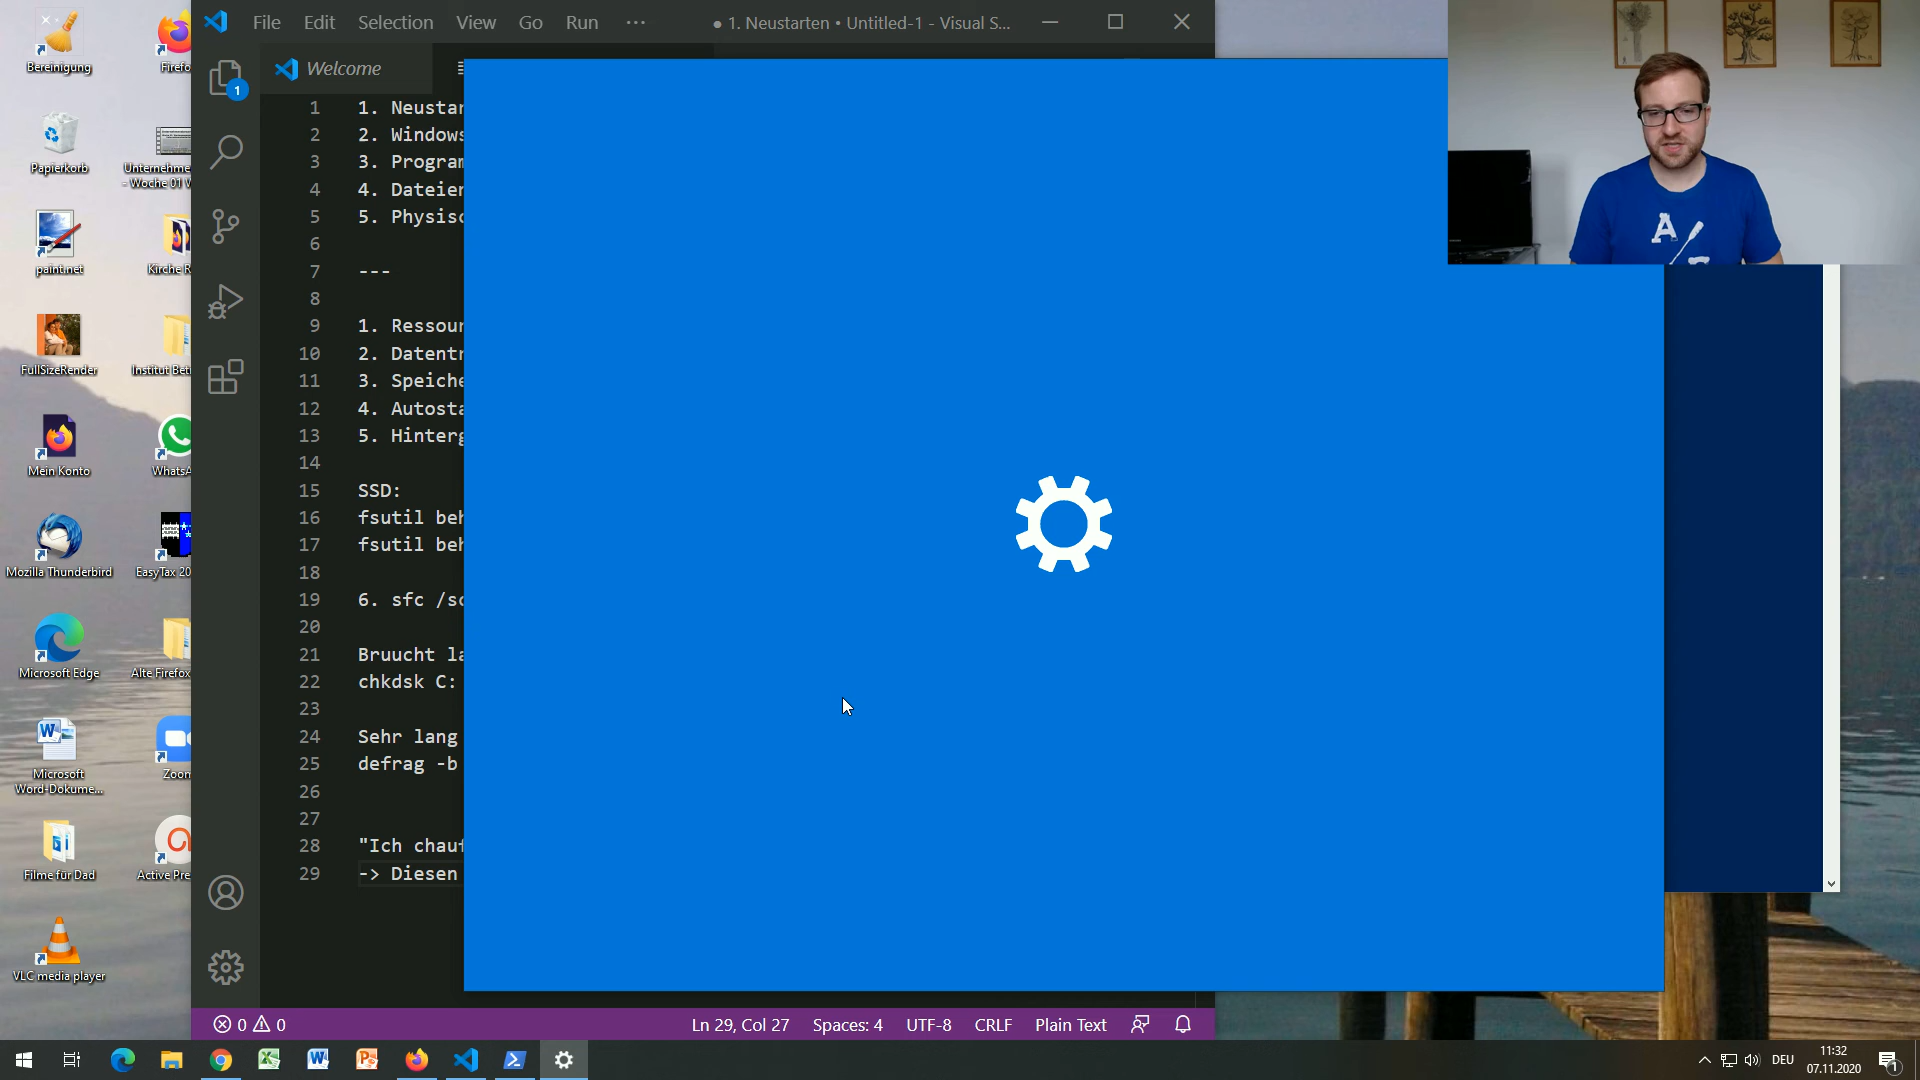 File Edit Selection View Go Run ··· ● 1. Neustarten • Untitled-1 - Visual S...
Welcome
1
1 1. Neustar
2 2. Windows
3 3. Program
4 4. Dateien
5 5. Physisc
6
7 ---
8
9 1. Ressour
10 2. Datentr
11 3. Speiche
12 4. Autosta
13 5. Hinterg
14
15 SSD:
16 fsutil beh
17 fsutil beh
18
19 6. sfc /sc
20
21 Bruucht la
22 chkdsk C:
23
24 Sehr lang
25 defrag -b
26
27
28 "Ich chauf
29 -> Diesen
0 0 Ln 29, Col 27 Spaces: 4 UTF-8 CRLF Plain Text
Bereinigung
Firefo
Papierkorb
Unternehme
- Woche 01 V
paint.net
Kirche R
FullSizeRender
Institut Bet
Mein Konto
WhatsA
Mozilla Thunderbird
EasyTax 20
Microsoft Edge
Alte Firefox
Microsoft
Word-Dokume...
Zoom
Filme für Dad
Active Pre
VLC media player
A
DEU
11:32
07.11.2020
1